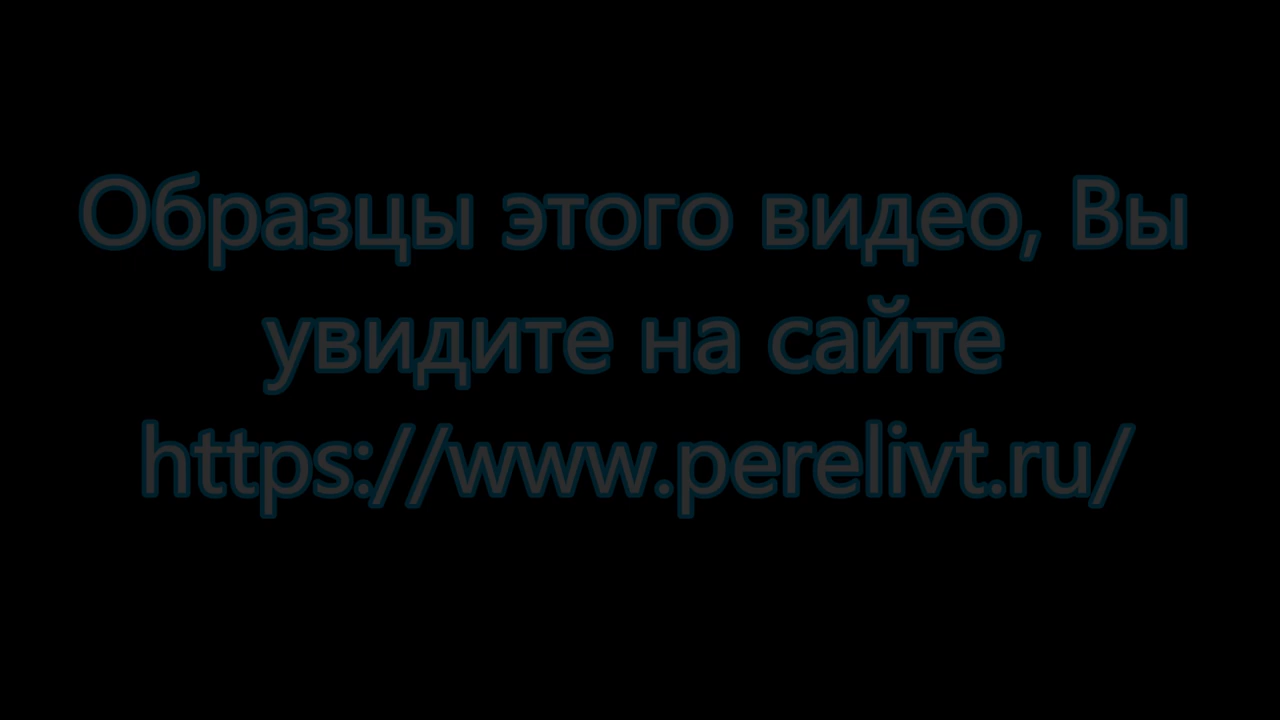 Образцы этого видео, Вы
увидите на сайте
https://www.perelivt.ru/